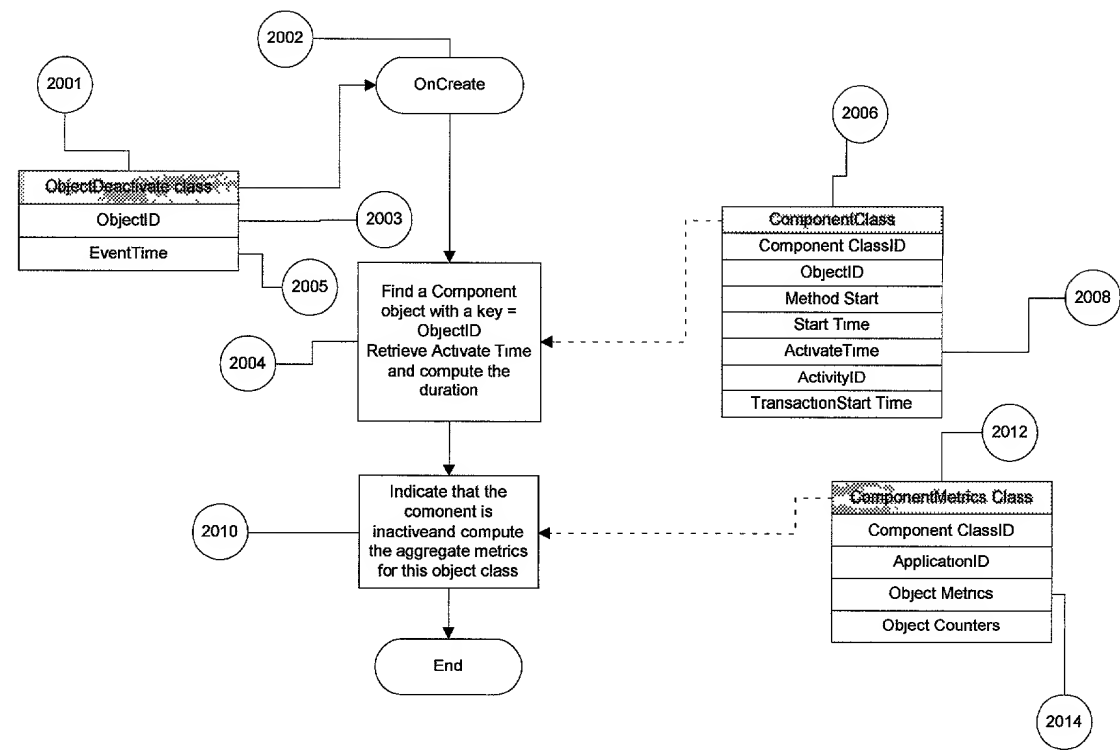 2002
OnCreate
2001
2006
ObjectDeactivate class
ObjectID
2003
EventTime
2005
ComponentClass
Component ClassID
ObjectID
Method Start
Start Time
ActivateTime
ActivityID
TransactionStart Time
2008
Find a Component
object with a key =
ObjectID
Retrieve Activate Time
and compute the
duration
2004
2012
Indicate that the
comonent is
inactiveand compute
the aggregate metrics
for this object class
2010
ComponentMetrics Class
Component ClassID
ApplicationID
Object Metrics
Object Counters
End
2014